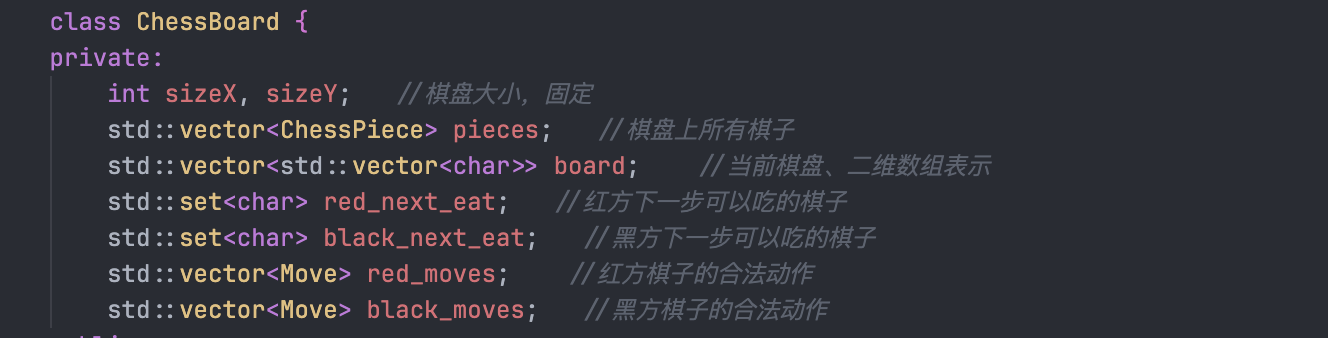 class ChessBoard {
private:
    int sizeX, sizeY;   //棋盘大小，固定
    std::vector<ChessPiece> pieces;   //棋盘上所有棋子
    std::vector<std::vector<char>> board;    //当前棋盘、二维数组表示
    std::set<char> red_next_eat;   //红方下一步可以吃的棋子
    std::set<char> black_next_eat;   //黑方下一步可以吃的棋子
    std::vector<Move> red_moves;   //红方棋子的合法动作
    std::vector<Move> black_moves;   //黑方棋子的合法动作